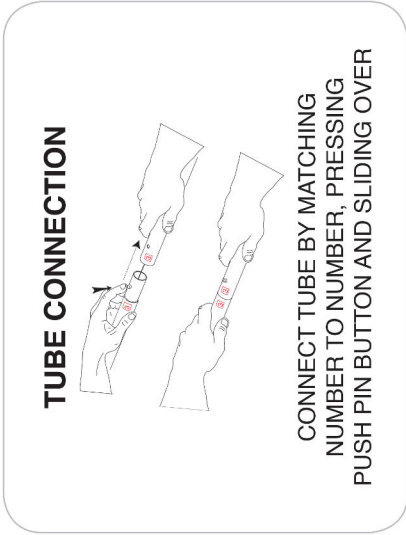 TUBE CONNECTION
CONNECT TUBE BY MATCHING
NUMBER TO NUMBER, PRESSING
PUSH PIN BUTTON AND SLIDING OVER